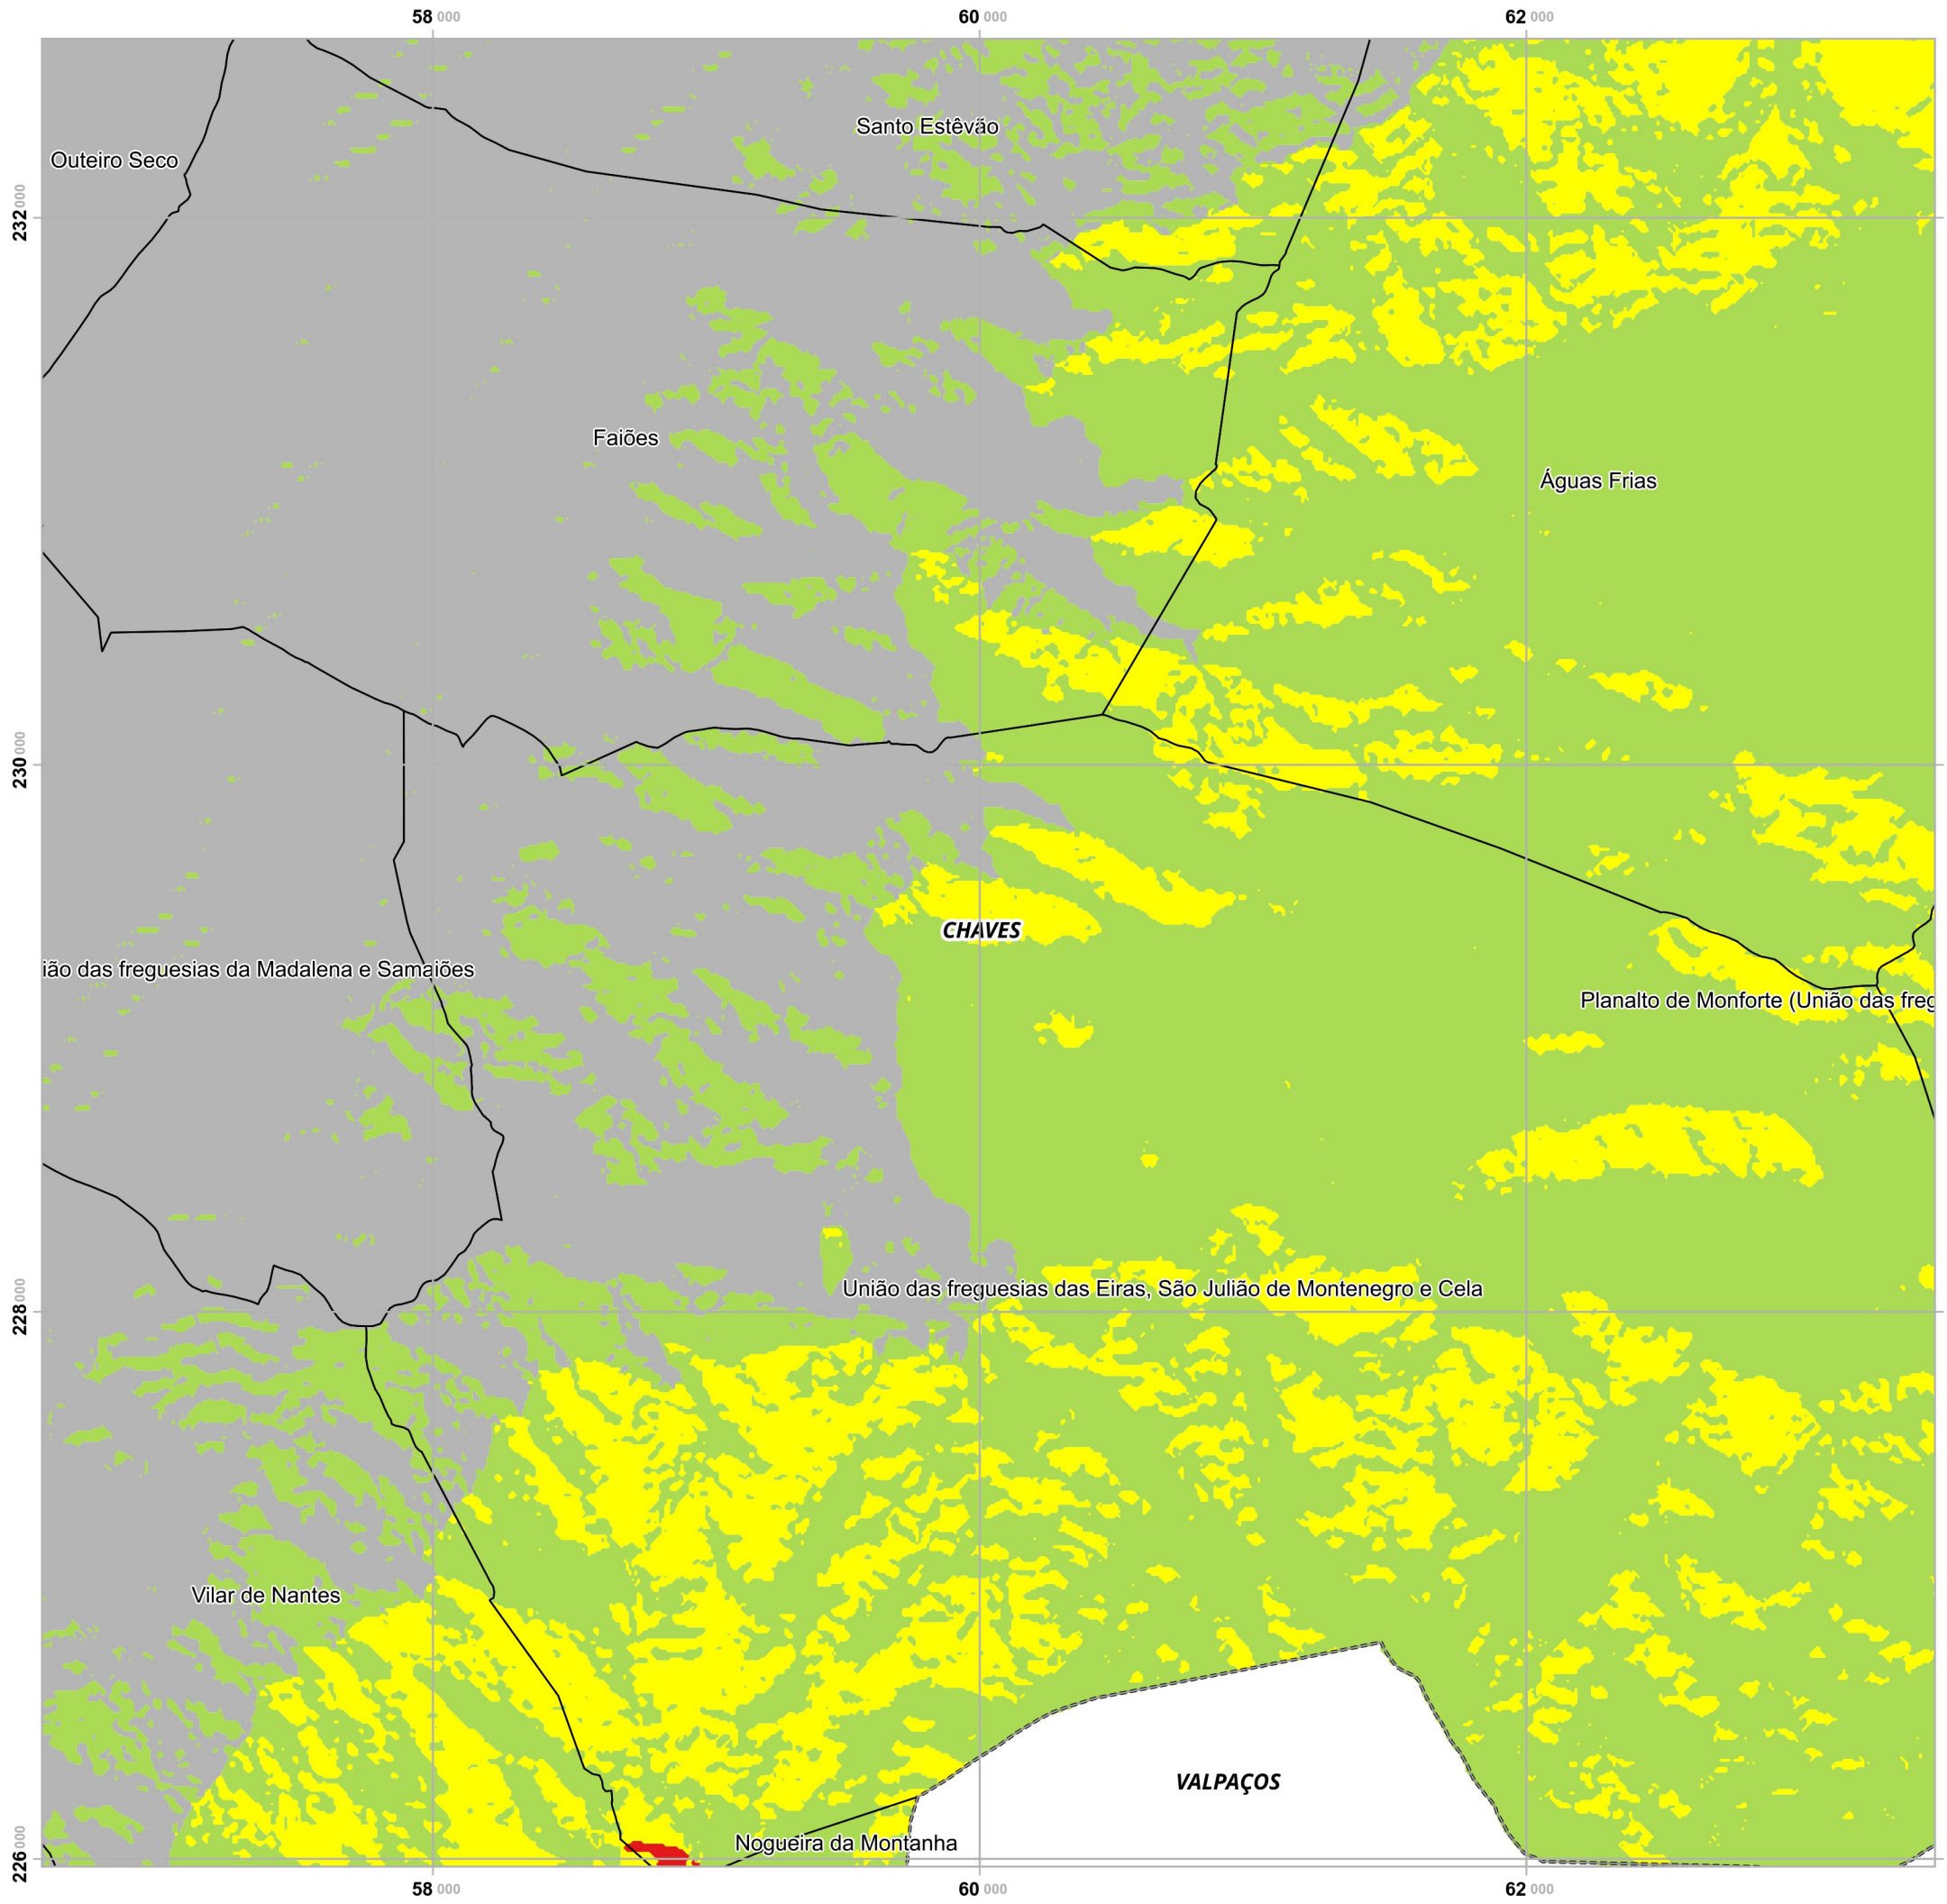 58 000 60 000 62 000
Santo Estêvão
Outeiro Seco
232 000
Faiões
Águas Frias
230 000
CHAVES
ião das freguesias da Madalena e Samaiões
Planalto de Monforte (União das freg
União das freguesias das Eiras, São Julião de Montenegro e Cela
228 000
Vilar de Nantes
VALPAÇOS
Nogueira da Montanha
226 000
58 000 60 000 62 000